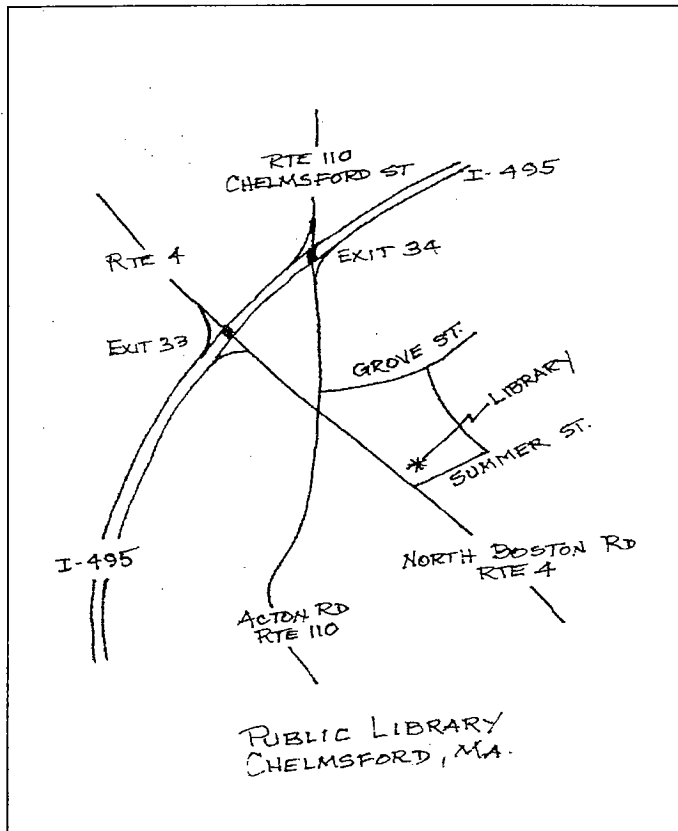 RTE 110
CHELMSFORD ST
I-495
RTE 4
EXIT 34
EXIT 33
GROVE ST.
LIBRARY
SUMMER ST.
I-495
NORTH BOSTON RD
RTE 4
ACTON RD
RTE 110
PUBLIC LIBRARY
CHELMSFORD, MA.